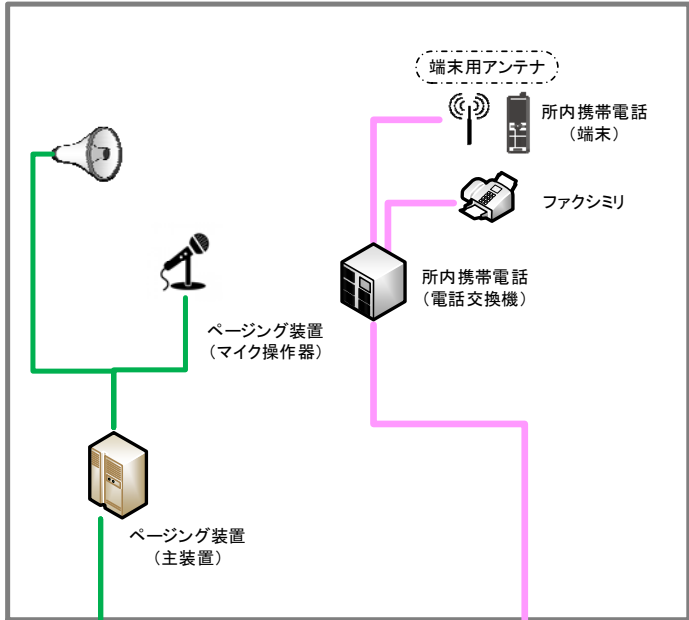 端末用アンテナ
所内携帯電話
(端末)
ファクシミリ
所内携帯電話
(電話交換機)
ページング装置
(マイク操作器)
ページング装置
(主装置)